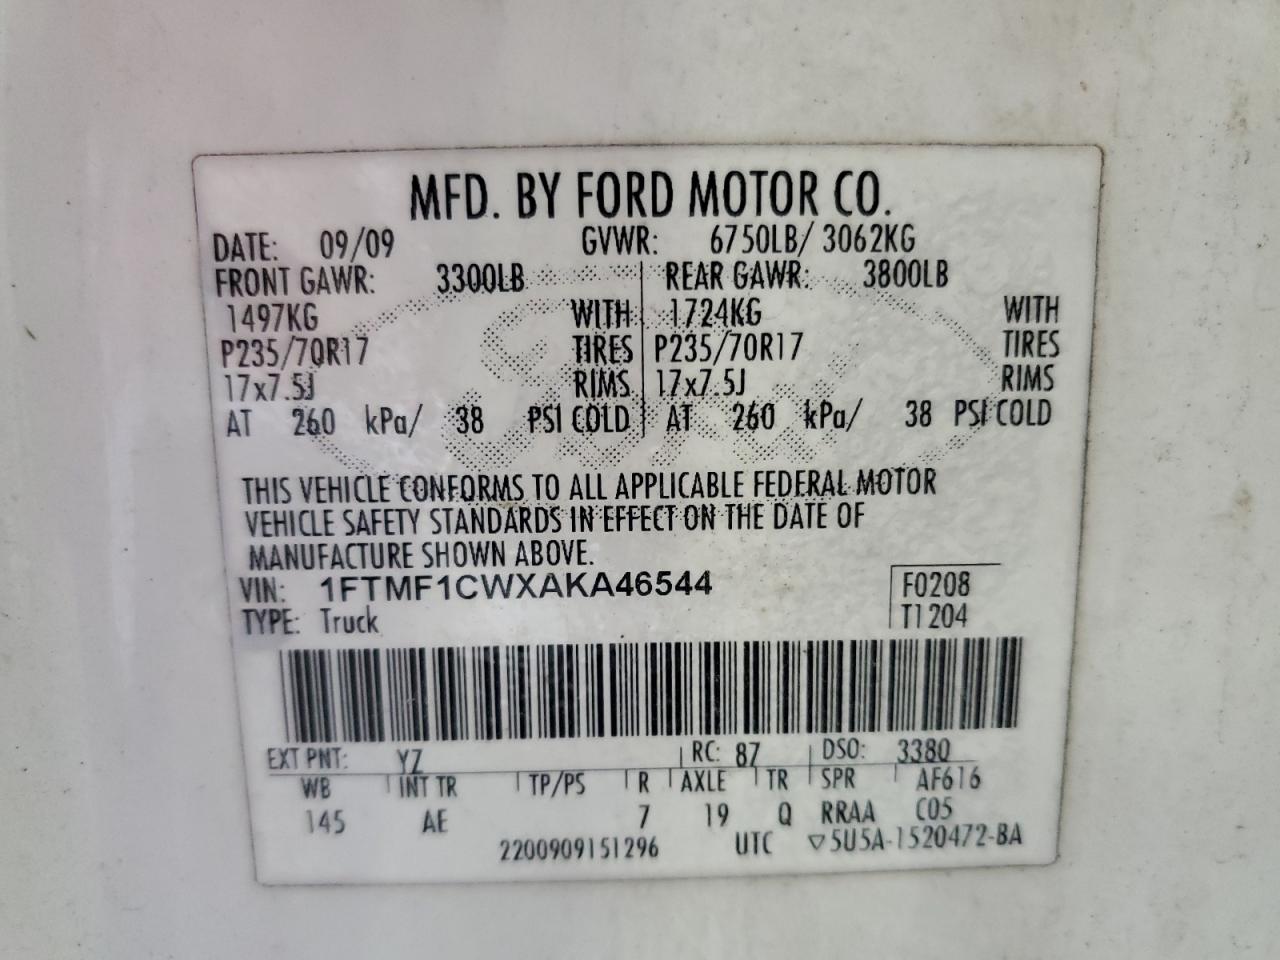 MFD. BY FORD MOTOR CO.
DATE: 09/09 GVWR: 6750LB/ 3062KG
FRONT GAWR: 3300LB REAR GAWR: 3800LB
1497KG WITH 1724KG WITH
P235/70R17 TIRES P235/70R17 TIRES
17x7.5J RIMS 17x7.5J RIMS
AT 260 kPa/ 38 PSI COLD AT 260 kPa/ 38 PSI COLD
THIS VEHICLE CONFORMS TO ALL APPLICABLE FEDERAL MOTOR
VEHICLE SAFETY STANDARDS IN EFFECT ON THE DATE OF
MANUFACTURE SHOWN ABOVE.
VIN: 1FTMF1CWXAKA46544 F0208
TYPE: Truck T1204
EXT PNT: YZ RC: 87 DSO: 3380
WB INT TR TP/PS R AXLE TR SPR AF616
145 AE 7 19 Q RRAA C05
2200909151296 UTC ▽5U5A-1520472-BA